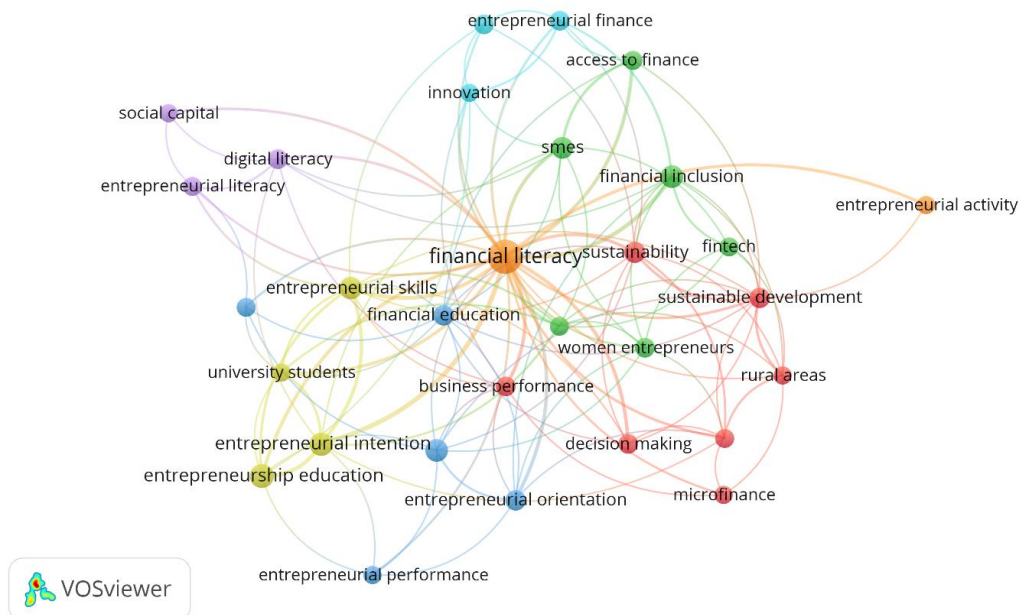 entrepreneurial finance
access to finance
innovation
social capital
smes
digital literacy
financial inclusion
entrepreneurial literacy
entrepreneurial activity
fintech
financial literacy
sustainability
entrepreneurial skills
sustainable development
financial education
women entrepreneurs
university students
rural areas
business performance
entrepreneurial intention
decision making
entrepreneurship education
microfinance
entrepreneurial orientation
entrepreneurial performance
VOSviewer